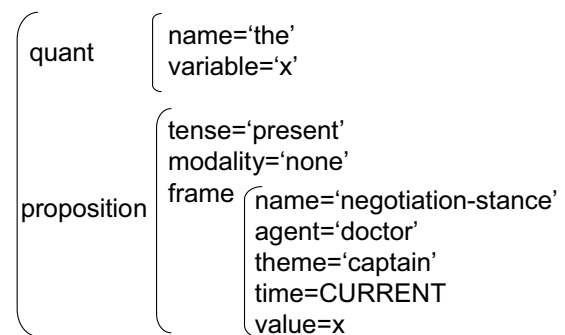 quant
name=‘the’
variable=‘x’
proposition
tense=‘present’
modality=‘none’
frame
name=‘negotiation-stance’
agent=‘doctor’
theme=‘captain’
time=CURRENT
value=x